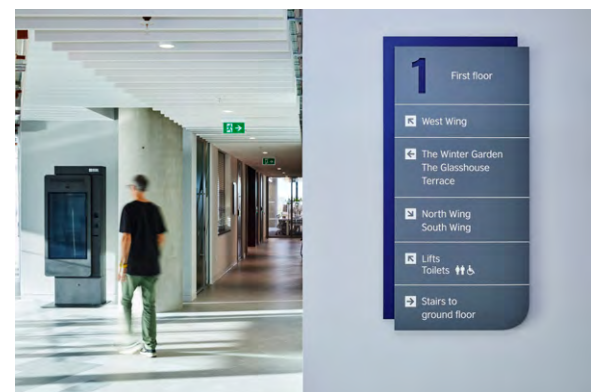 1 First floor
West Wing
The Winter Garden
The Glasshouse
Terrace
North Wing
South Wing
Lifts
Toilets
Stairs to
ground floor